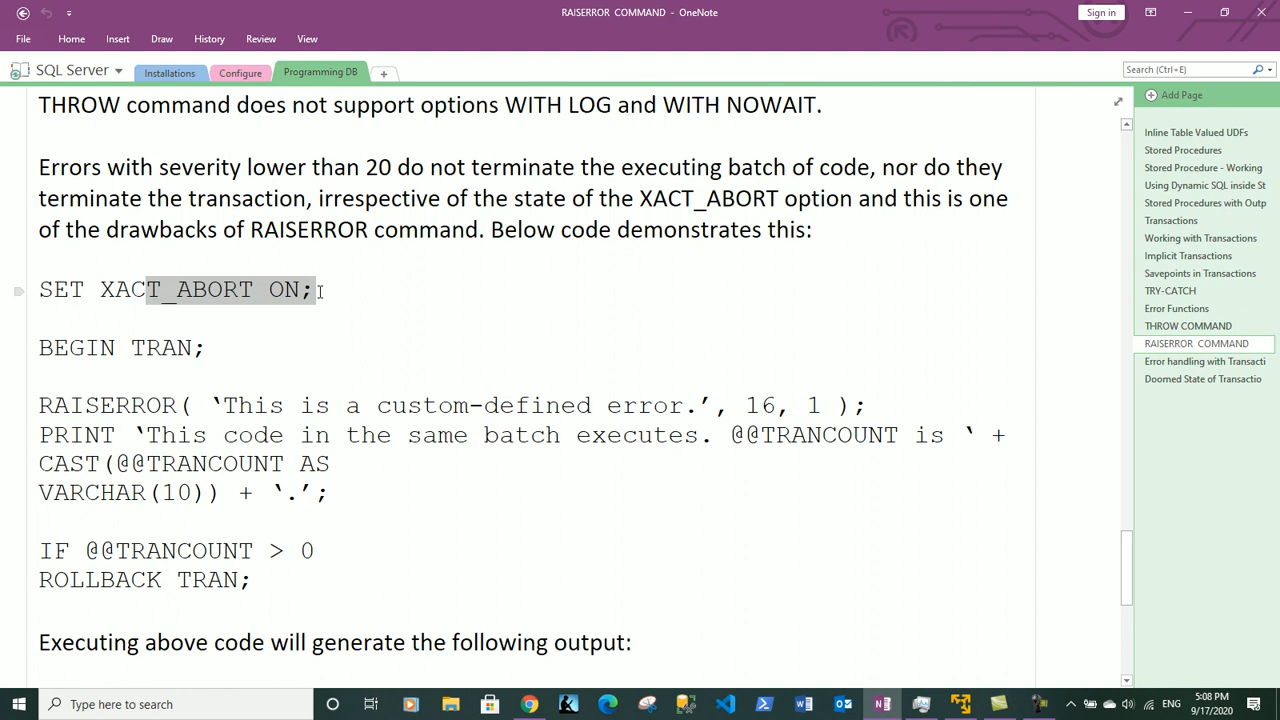 RAISERROR  COMMAND - OneNote
Sign in
File Home Insert Draw History Review View
SQL Server Installations Configure Programming DB
Search (Ctrl+E)
THROW command does not support options WITH LOG and WITH NOWAIT.
Errors with severity lower than 20 do not terminate the executing batch of code, nor do they
terminate the transaction, irrespective of the state of the XACT_ABORT option and this is one
of the drawbacks of RAISERROR command. Below code demonstrates this:
SET XACT_ABORT ON;
BEGIN TRAN;
RAISERROR( ‘This is a custom-defined error.’, 16, 1 );
PRINT ‘This code in the same batch executes. @@TRANCOUNT is ‘ +
CAST(@@TRANCOUNT AS
VARCHAR(10)) + ‘.’;
IF @@TRANCOUNT > 0
ROLLBACK TRAN;
Executing above code will generate the following output:
Add Page
Inline Table Valued UDFs
Stored Procedures
Stored Procedure - Working
Using Dynamic SQL inside St
Stored Procedures with Outp
Transactions
Working with Transactions
Implicit Transactions
Savepoints in Transactions
TRY-CATCH
Error Functions
THROW COMMAND
RAISERROR  COMMAND
Error handling with Transacti
Doomed State of Transactio
Type here to search
ENG
5:08 PM
9/17/2020